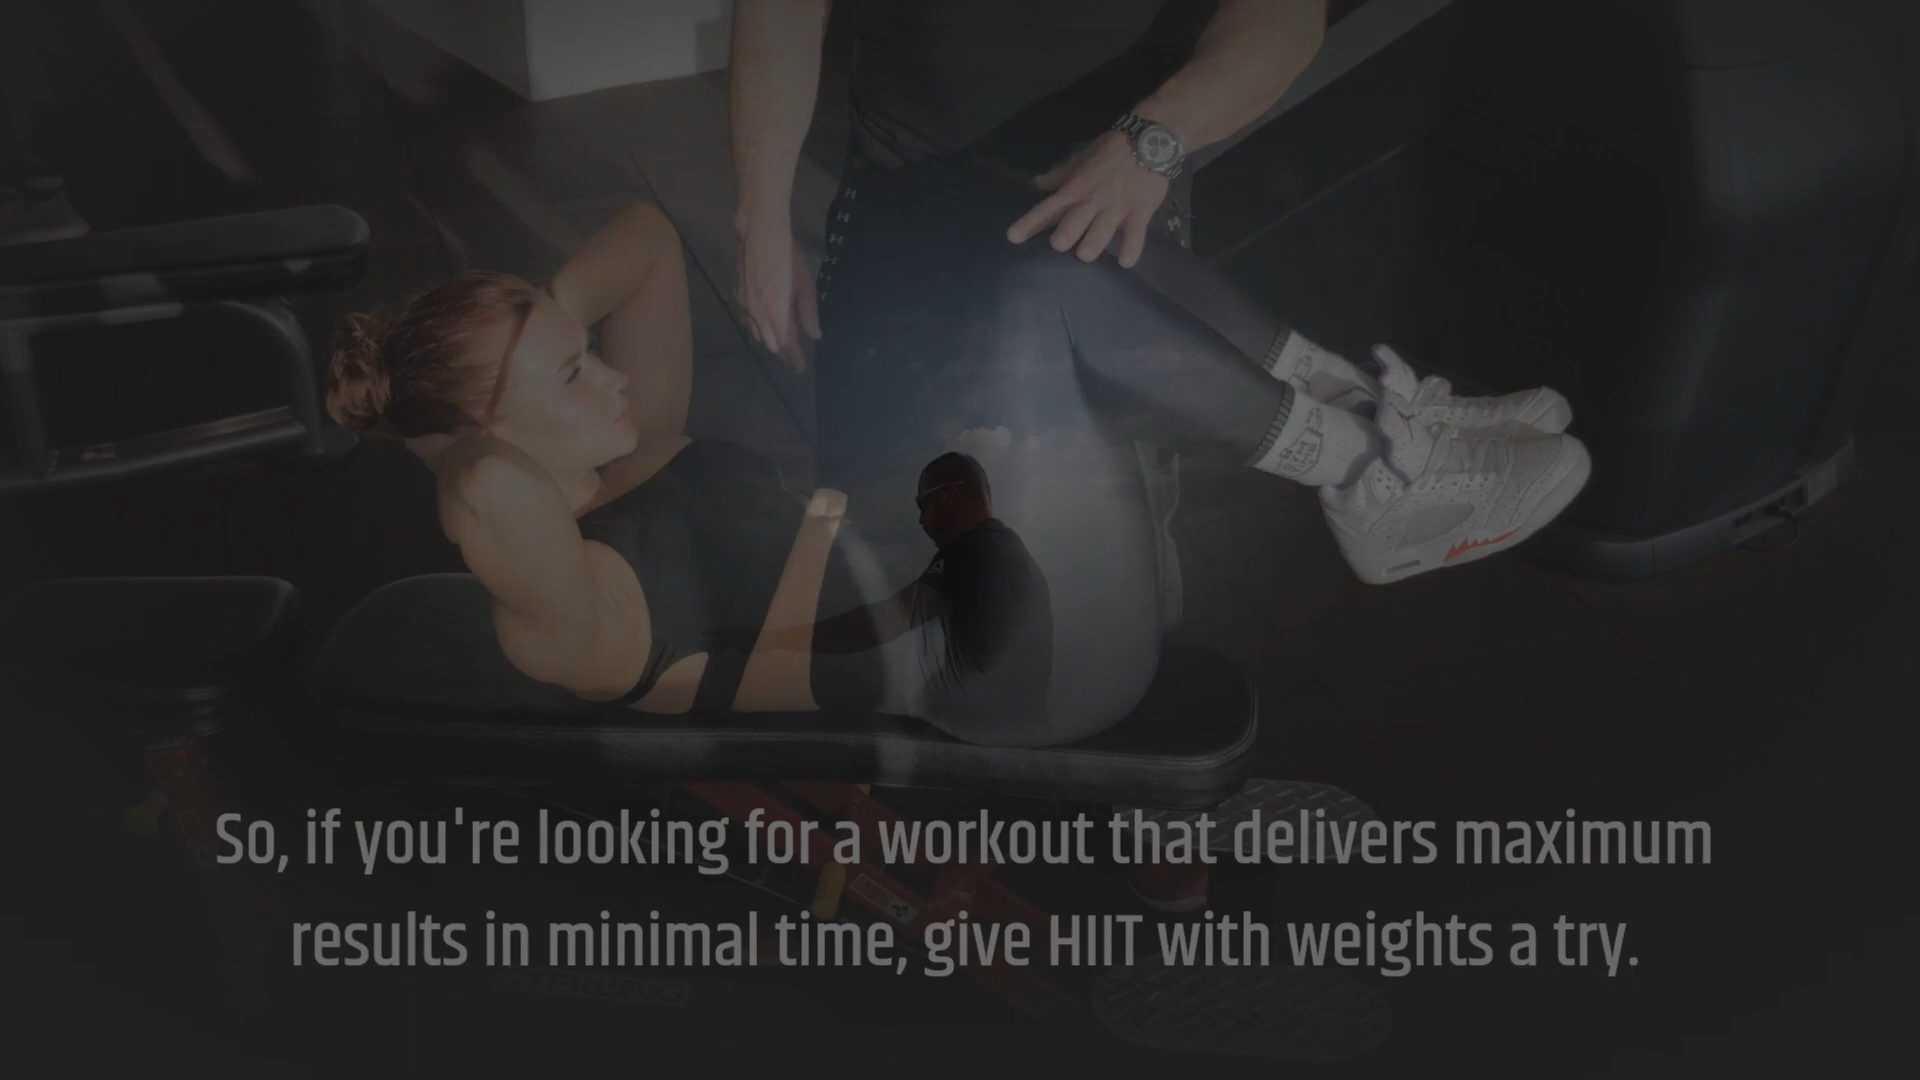 So, if you're looking for a workout that delivers maximum
results in minimal time, give HIIT with weights a try.